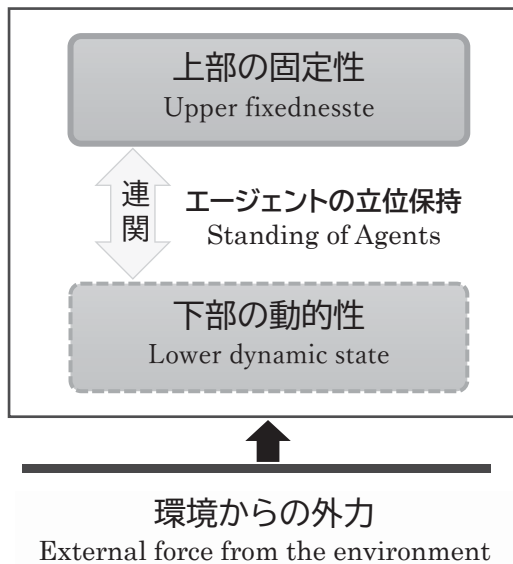 上部の固定性
Upper fixednesste
連関
エージェントの立位保持
Standing of Agents
下部の動的性
Lower dynamic state
環境からの外力
External force from the environment